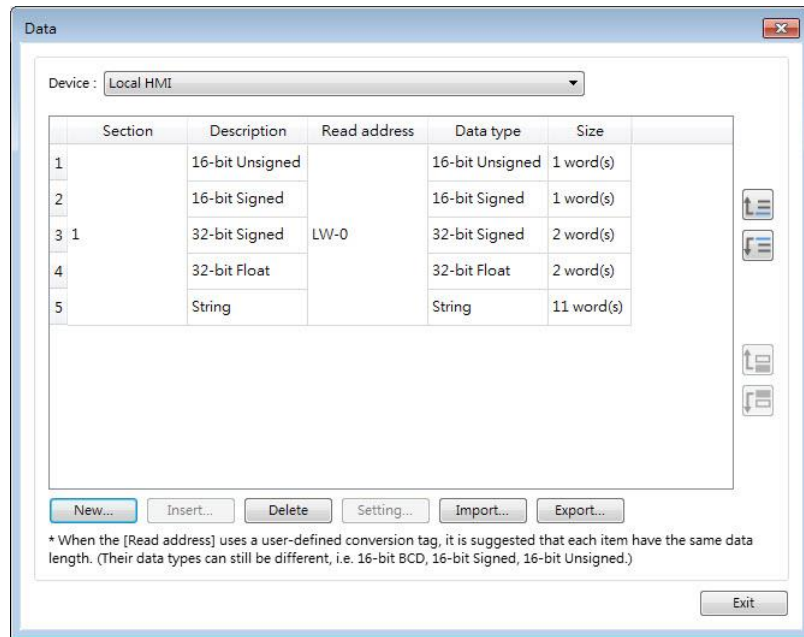 Data
Device : Local HMI
Section Description Read address Data type Size
1 16-bit Unsigned 16-bit Unsigned 1 word(s)
2 16-bit Signed 16-bit Signed 1 word(s)
3 1 32-bit Signed LW-0 32-bit Signed 2 word(s)
4 32-bit Float 32-bit Float 2 word(s)
5 String String 11 word(s)
New... Insert... Delete Setting... Import... Export...
* When the [Read address] uses a user-defined conversion tag, it is suggested that each item have the same data
length. (Their data types can still be different, i.e. 16-bit BCD, 16-bit Signed, 16-bit Unsigned.)
Exit